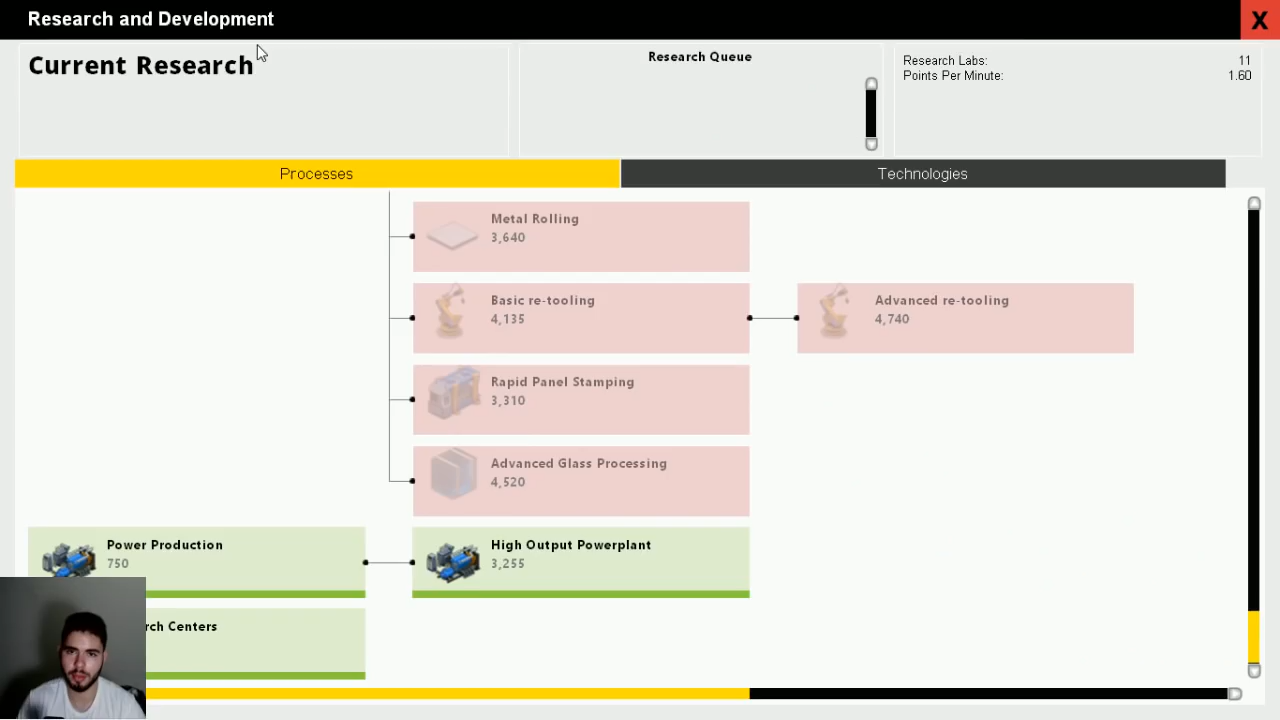 Research and Development
X
Current Research
Research Queue
Research Labs: 11
Points Per Minute: 1.60
Processes
Technologies
Metal Rolling
3,640
Basic re-tooling
4,135
Advanced re-tooling
4,740
Rapid Panel Stamping
3,310
Advanced Glass Processing
4,520
Power Production
750
High Output Powerplant
3,255
rch Centers